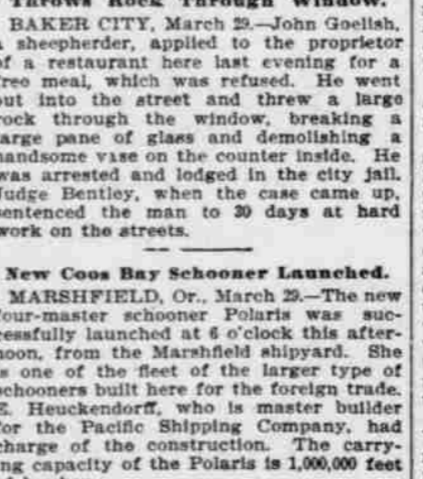 Throws Rock Through Window.
BAKER CITY, March 29.—John Goelish,
a sheepherder, applied to the proprietor
of a restaurant here last evening for a
free meal, which was refused. He went
out into the street and threw a large
rock through the window, breaking a
large pane of glass and demolishing a
handsome vase on the counter inside. He
was arrested and lodged in the city jail.
Judge Bentley, when the case came up,
sentenced the man to 30 days at hard
work on the streets.
New Coos Bay Schooner Launched.
MARSHFIELD, Or., March 29.—The new
four-master schooner Polaris was suc-
cessfully launched at 6 o'clock this after-
noon, from the Marshfield shipyard. She
is one of the fleet of the larger type of
schooners built here for the foreign trade.
E. Heuckendorff, who is master builder
for the Pacific Shipping Company, had
charge of the construction. The carry-
ing capacity of the Polaris is 1,000,000 feet